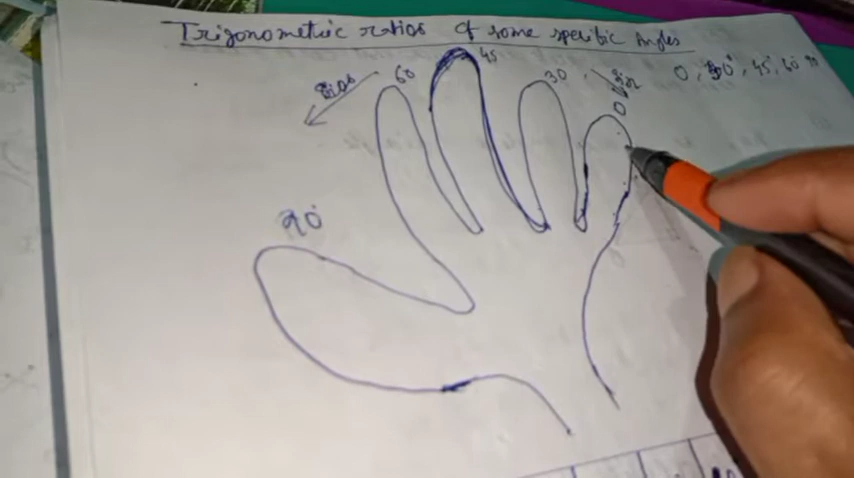 Trigonometric ratios of some specific Angles
0, 30°, 45°, 60 90
45
60
30
sin
cos
0
90°